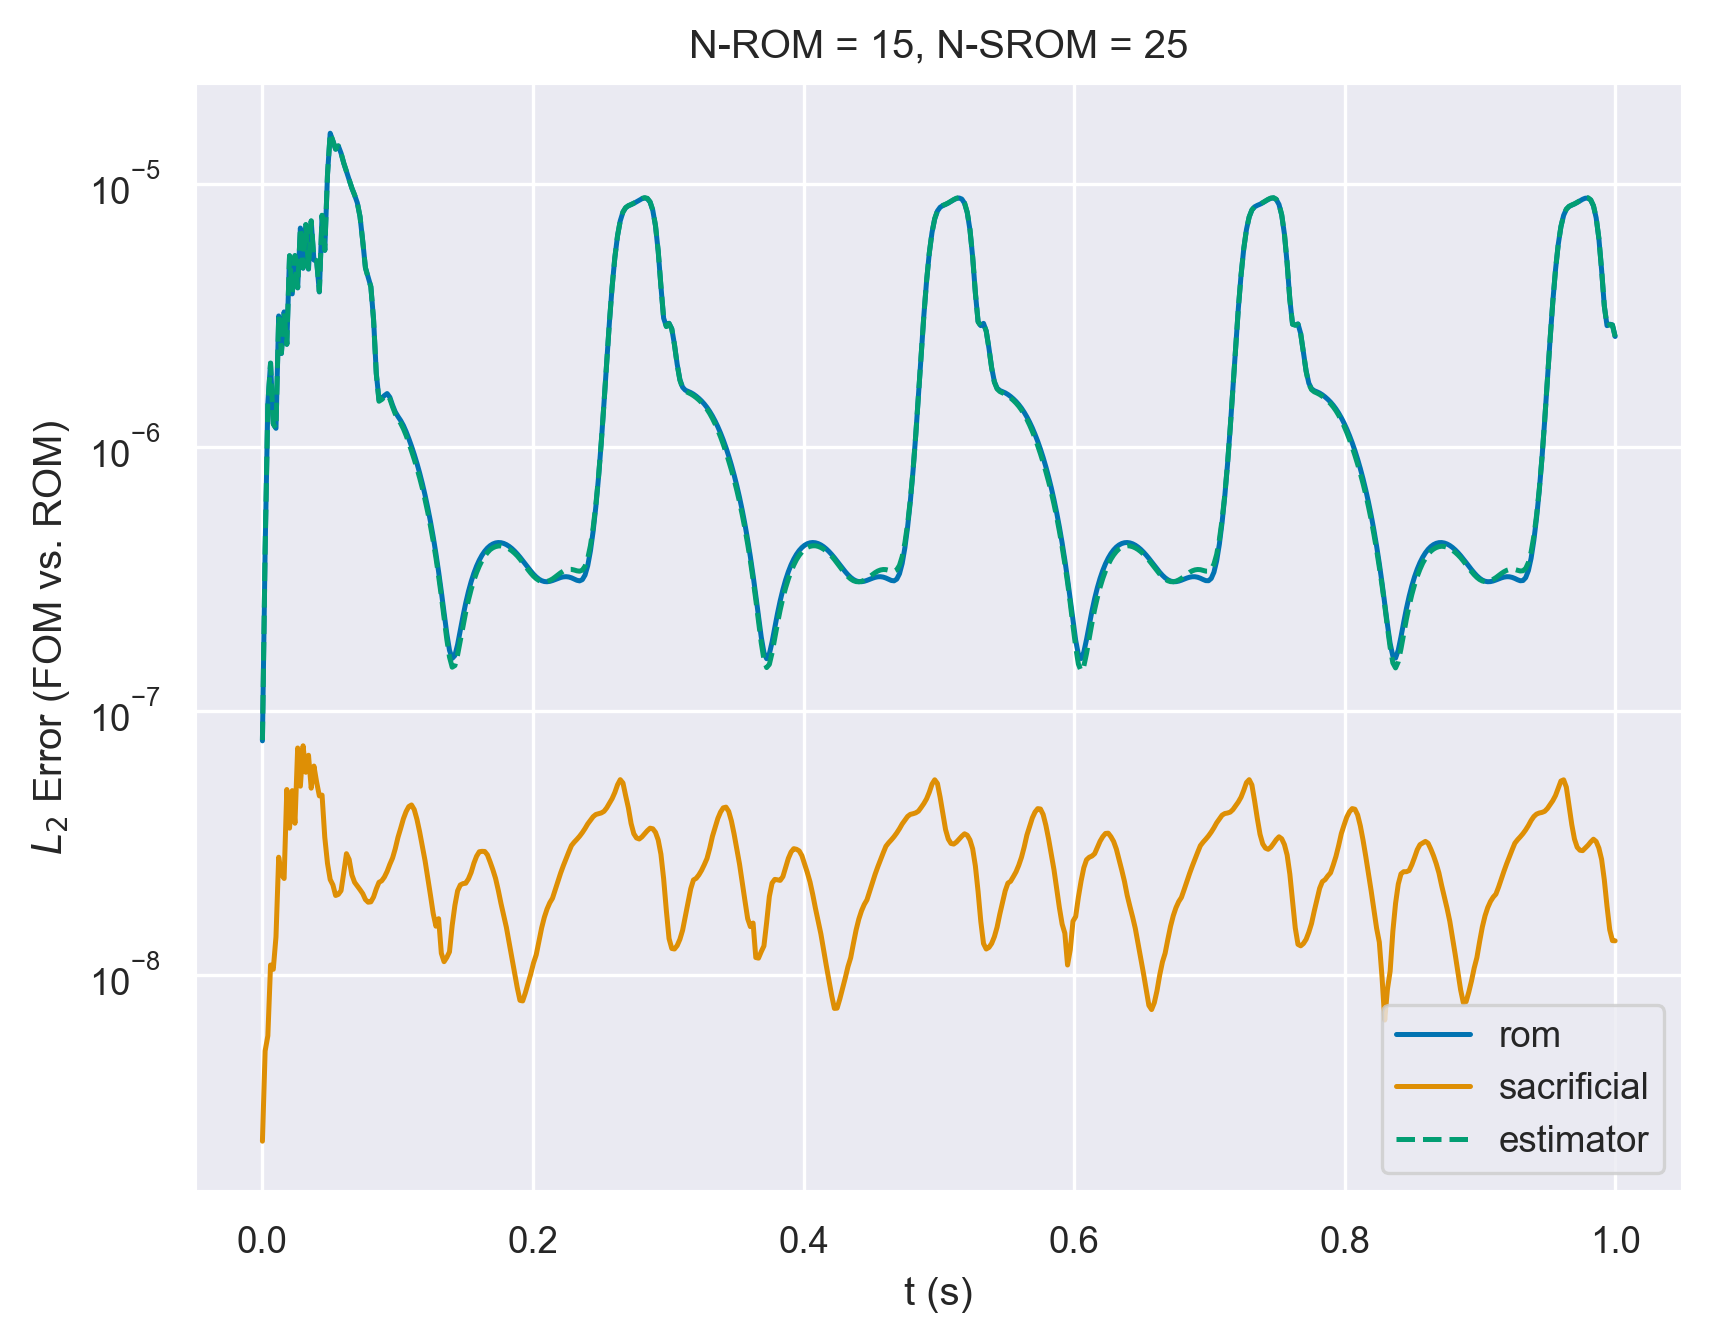 N-ROM = 15, N-SROM = 25
L₂ Error (FOM vs. ROM)
10⁻⁵
10⁻⁶
10⁻⁷
10⁻⁸
rom
sacrificial
estimator
0.0 0.2 0.4 0.6 0.8 1.0
t (s)